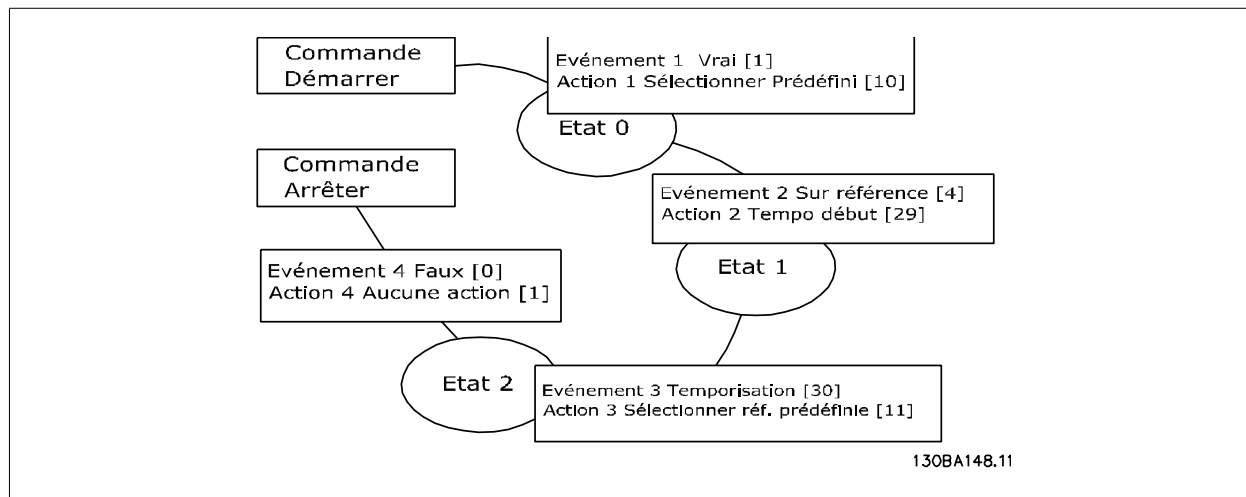 Commande
Démarrer
Evénement 1 Vrai [1]
Action 1 Sélectionner Prédéfini [10]
Etat 0
Commande
Arrêter
Evénement 2 Sur référence [4]
Action 2 Tempo début [29]
Etat 1
Evénement 4 Faux [0]
Action 4 Aucune action [1]
Etat 2
Evénement 3 Temporisation [30]
Action 3 Sélectionner réf. prédéfinie [11]
130BA148.11